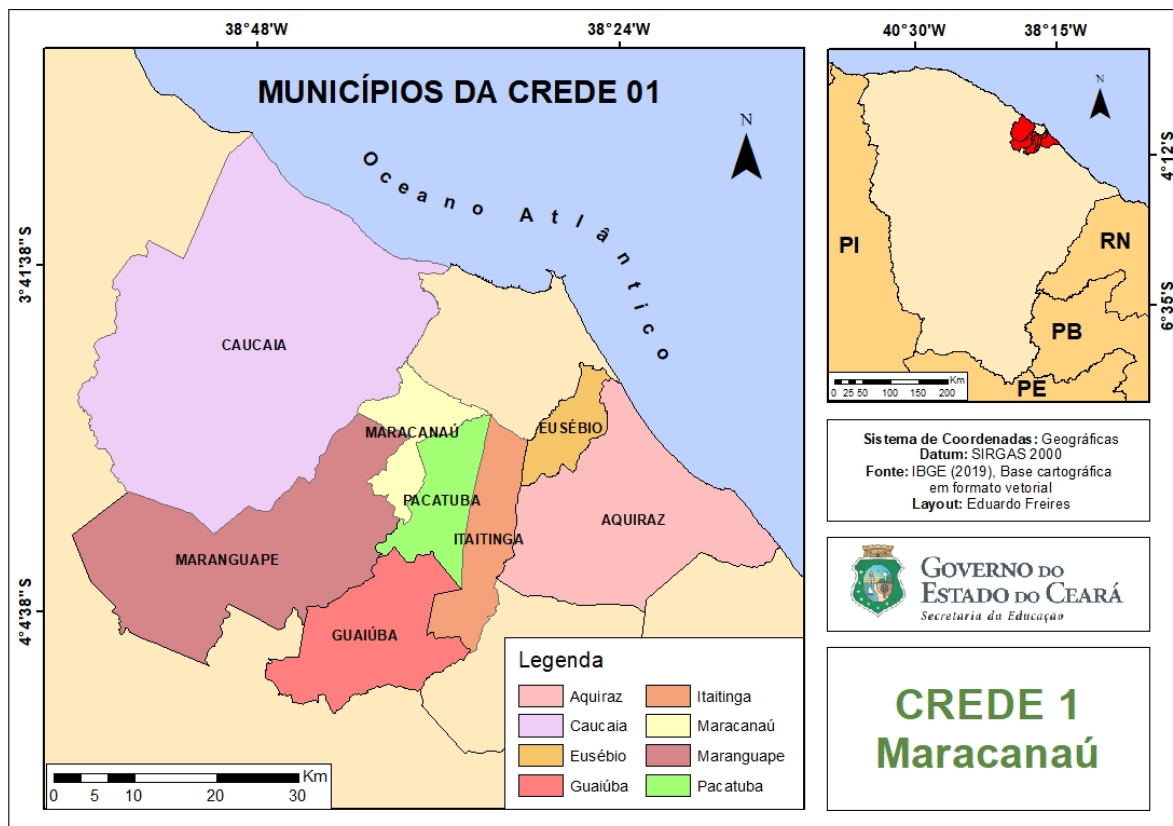 38°48'W
38°24'W
MUNICÍPIOS DA CREDE 01
N
Oceano Atlântico
3°41'38"S
4°4'38"S
CAUCAIA
MARACANAÚ
EUSÉBIO
PACATUBA
AQUIRAZ
ITAITINGA
MARANGUAPE
GUAIÚBA
Legenda
Aquiraz
Itaitinga
Caucaia
Maracanaú
Eusébio
Maranguape
Guaiúba
Pacatuba
Km
0 5 10 20 30
40°30'W
38°15'W
N
4°12'S
6°35'S
PI
RN
PB
PE
Km
0 25 50 100 150 200
Sistema de Coordenadas: Geográficas
Datum: SIRGAS 2000
Fonte: IBGE (2019), Base cartográfica
em formato vetorial
Layout: Eduardo Freires
GOVERNO DO
ESTADO DO CEARÁ
Secretaria da Educação
CREDE 1
Maracanaú